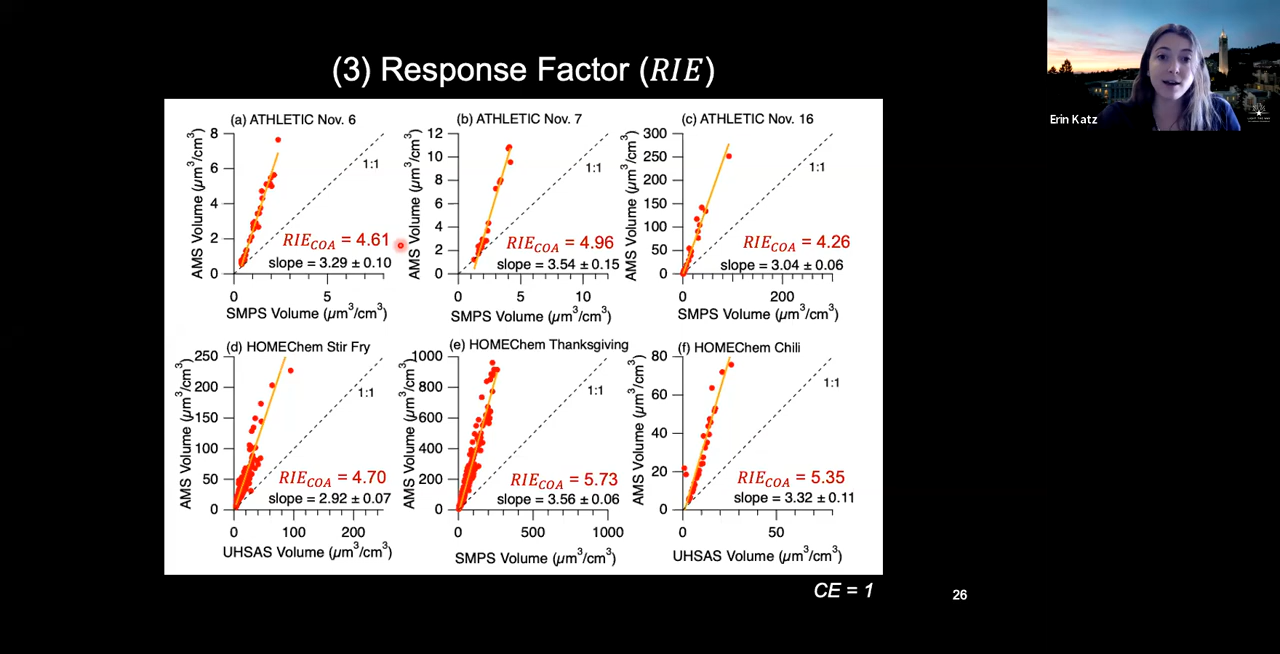 (3) Response Factor (RIE)
Erin Katz
(a) ATHLETIC Nov. 6
AMS Volume (µm³/cm³)
8
6
4
2
0
1:1
RIE_COA = 4.61
slope = 3.29 ± 0.10
0 5
SMPS Volume (µm³/cm³)
(b) ATHLETIC Nov. 7
AMS Volume (µm³/cm³)
12
10
8
6
4
2
0
1:1
RIE_COA = 4.96
slope = 3.54 ± 0.15
0 5 10
SMPS Volume (µm³/cm³)
(c) ATHLETIC Nov. 16
AMS Volume (µm³/cm³)
300
250
200
150
100
50
0
1:1
RIE_COA = 4.26
slope = 3.04 ± 0.06
0 200
SMPS Volume (µm³/cm³)
(d) HOMEChem Stir Fry
AMS Volume (µm³/cm³)
250
200
150
100
50
0
1:1
RIE_COA = 4.70
slope = 2.92 ± 0.07
0 100 200
UHSAS Volume (µm³/cm³)
(e) HOMEChem Thanksgiving
AMS Volume (µm³/cm³)
1000
800
600
400
200
0
1:1
RIE_COA = 5.73
slope = 3.56 ± 0.06
0 500 1000
SMPS Volume (µm³/cm³)
(f) HOMEChem Chili
AMS Volume (µm³/cm³)
80
60
40
20
0
1:1
RIE_COA = 5.35
slope = 3.32 ± 0.11
0 50
UHSAS Volume (µm³/cm³)
CE = 1
26